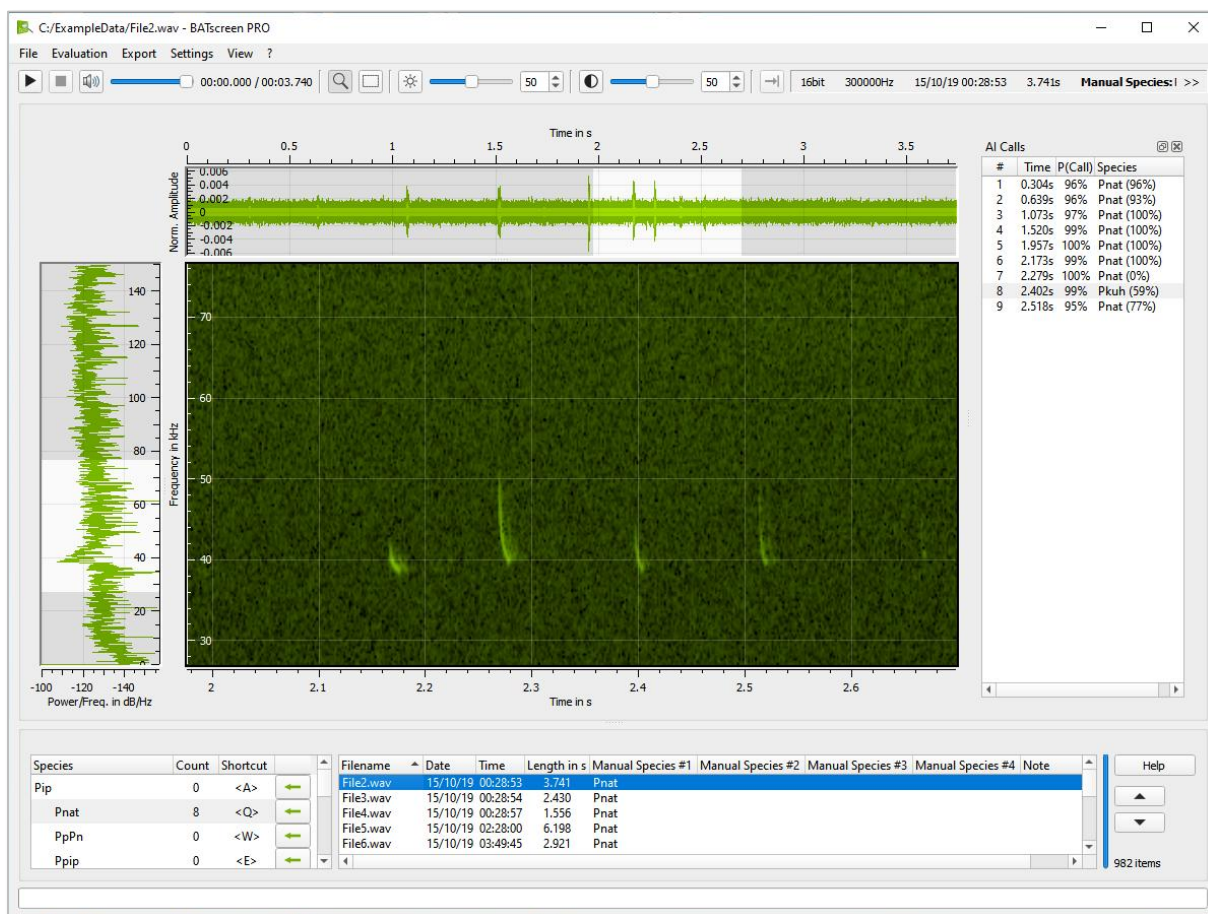 C:/ExampleData/File2.wav - BATscreen PRO
File Evaluation Export Settings View ?
00:00.000 / 00:03.740 50 50 16bit 300000Hz 15/10/19 00:28:53 3.741s Manual Species: >>
Time in s
0 0.5 1 1.5 2 2.5 3 3.5
Norm. Amplitude
0.006
0.004
0.002
0
-0.002
-0.004
-0.006
AI Calls
# Time P(Call) Species
1 0.304s 96% Pnat (96%)
2 0.639s 96% Pnat (93%)
3 1.073s 97% Pnat (100%)
4 1.520s 99% Pnat (100%)
5 1.957s 100% Pnat (100%)
6 2.173s 99% Pnat (100%)
7 2.279s 100% Pnat (0%)
8 2.402s 99% Pkuh (59%)
9 2.518s 95% Pnat (77%)
140
120
100
80
60
40
20
0
-100 -120 -140
Power/Freq. in dB/Hz
Frequency in kHz
70
60
50
40
30
2 2.1 2.2 2.3 2.4 2.5 2.6
Time in s
Species Count Shortcut
Pip 0 <A>
Pnat 8 <Q>
PpPn 0 <W>
Ppip 0 <E>
Filename Date Time Length in s Manual Species #1 Manual Species #2 Manual Species #3 Manual Species #4 Note
File2.wav 15/10/19 00:28:53 3.741 Pnat
File3.wav 15/10/19 00:28:54 2.430 Pnat
File4.wav 15/10/19 00:28:57 1.556 Pnat
File5.wav 15/10/19 02:28:00 6.198 Pnat
File6.wav 15/10/19 03:49:45 2.921 Pnat
Help
982 items